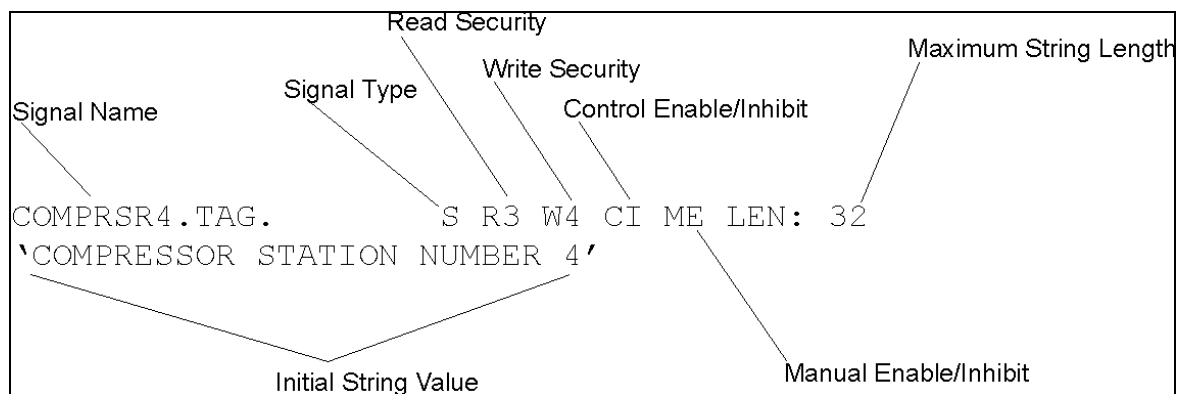 Read Security
Maximum String Length
Write Security
Signal Type
Control Enable/Inhibit
Signal Name
COMPRSR4.TAG. S R3 W4 CI ME LEN: 32
‘COMPRESSOR STATION NUMBER 4’
Initial String Value
Manual Enable/Inhibit